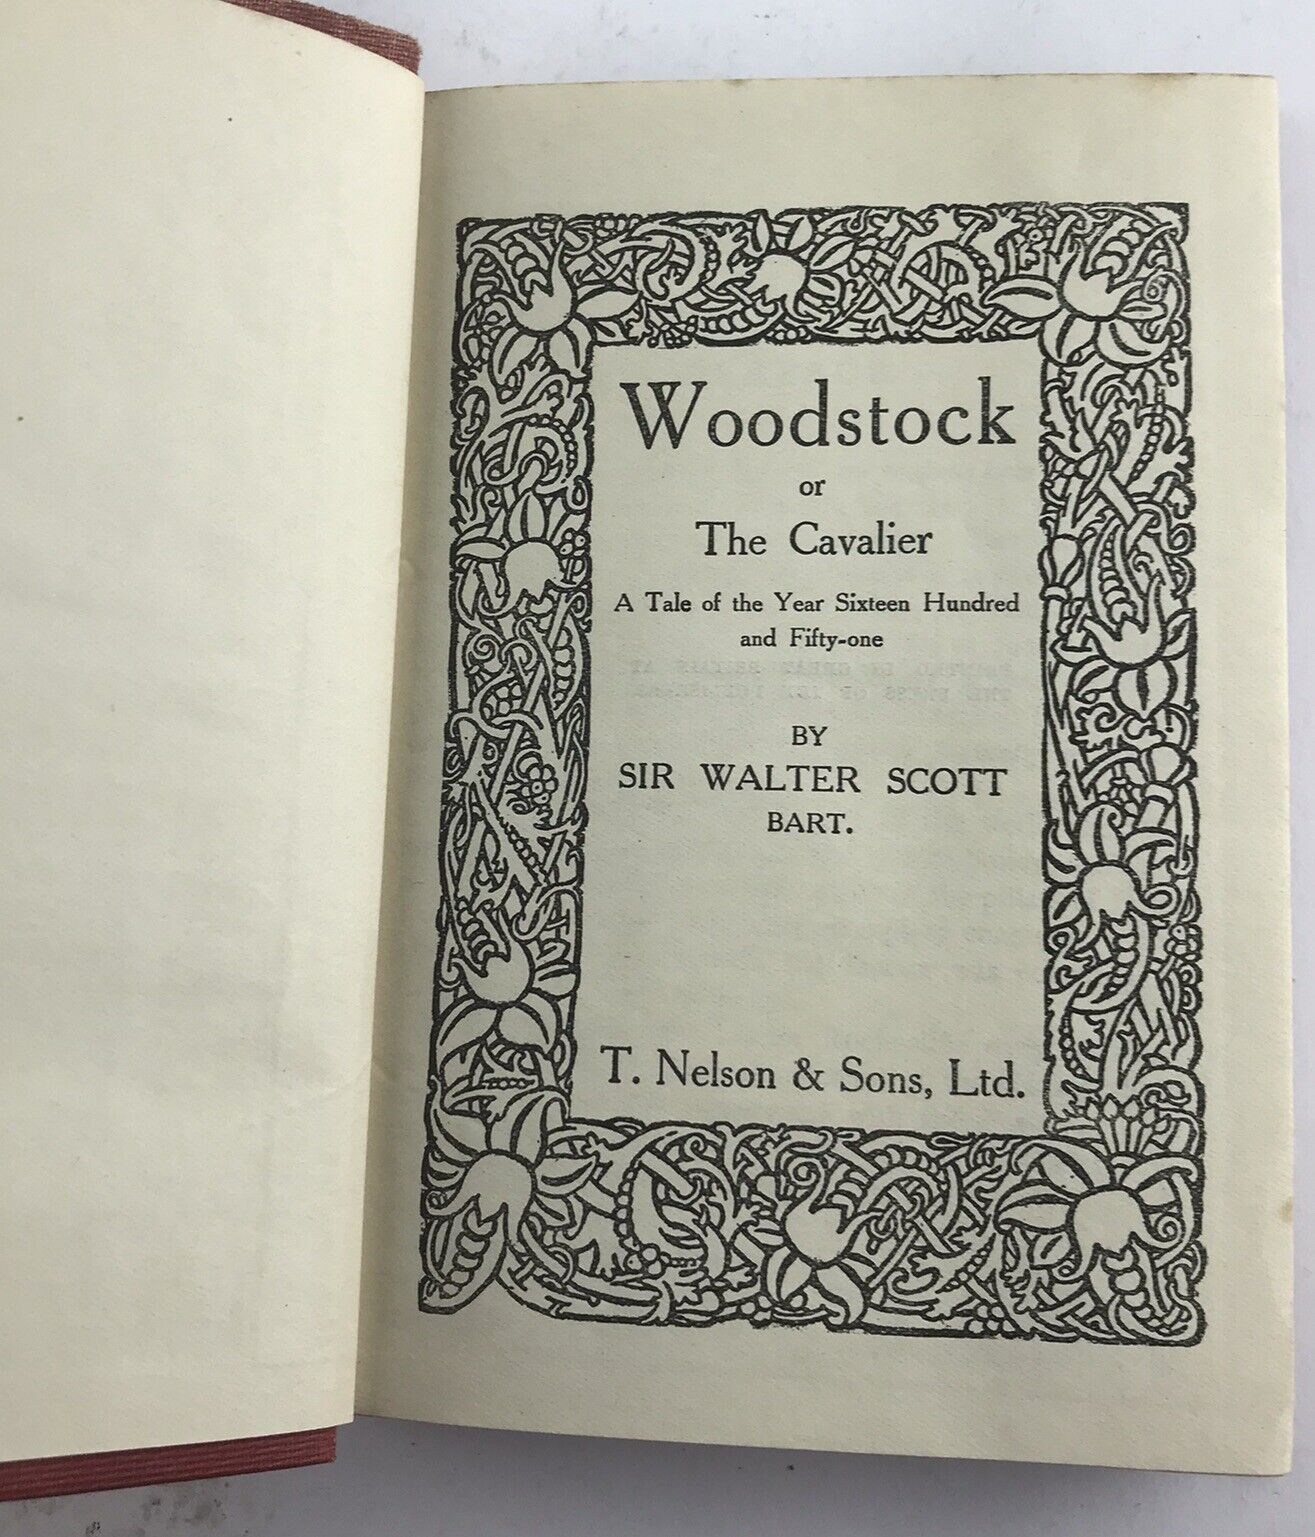 Woodstock
or
The Cavalier
A Tale of the Year Sixteen Hundred
and Fifty-one
BY
SIR WALTER SCOTT
BART.
T. Nelson & Sons, Ltd.